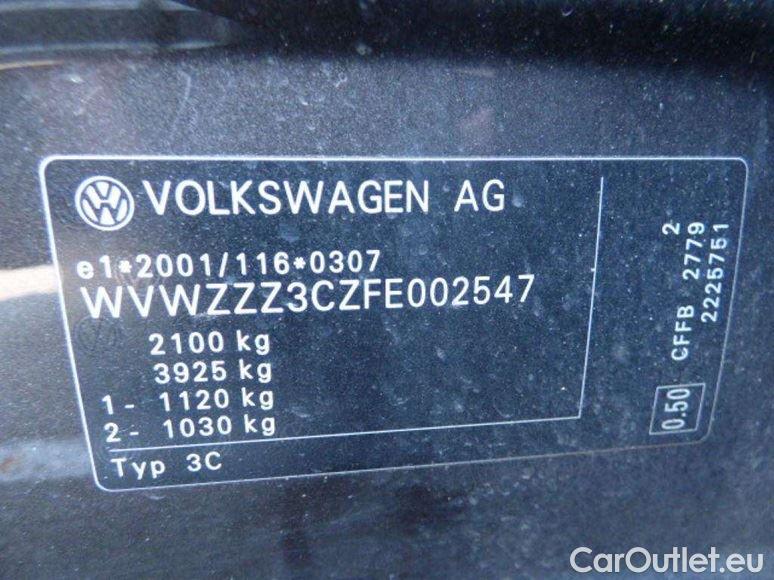 VOLKSWAGEN AG
e1*2001/116*0307
WVWZZZ3CZFE002547
2100 kg
3925 kg
1- 1120 kg
2- 1030 kg
Typ 3C
2
CFFB 2779
2225751
0.50
CarOutlet.eu